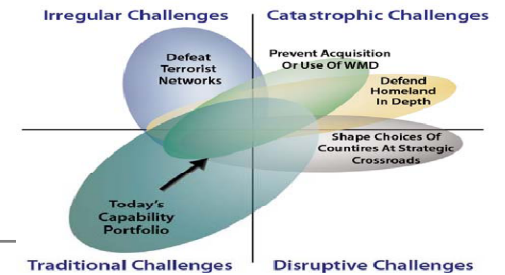 Irregular Challenges
Catastrophic Challenges
Defeat
Terrorist
Networks
Prevent Acquisition
Or Use Of WMD
Defend
Homeland
In Depth
Shape Choices Of
Countires At Strategic
Crossroads
Today's
Capability
Portfolio
Traditional Challenges
Disruptive Challenges